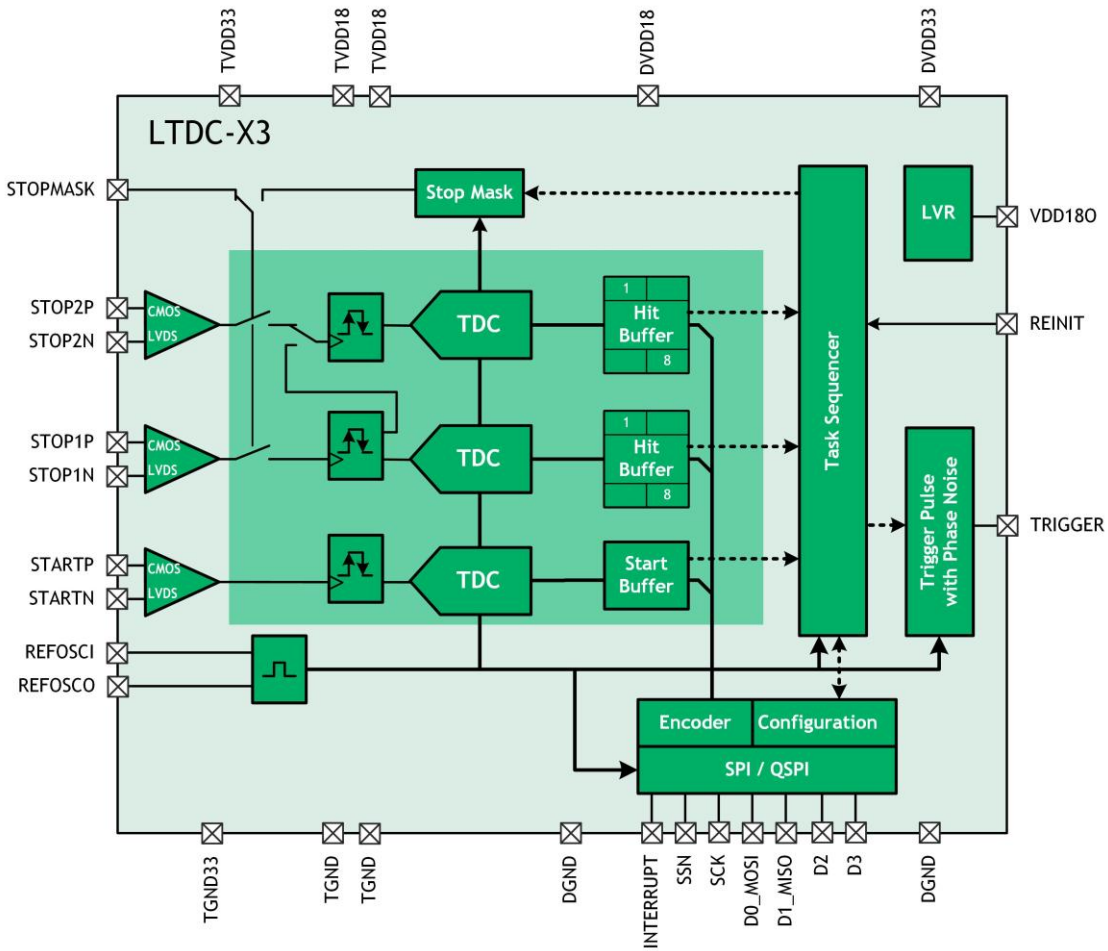 TVDD33
TVDD18
TVDD18
DVDD18
DVDD33
LTDC-X3
STOPMASK
Stop Mask
LVR
VDD18O
STOP2P
STOP2N
CMOS
LVDS
TDC
1
Hit
Buffer
8
REINIT
Task Sequencer
STOP1P
STOP1N
CMOS
LVDS
TDC
1
Hit
Buffer
8
Trigger Pulse
with Phase Noise
TRIGGER
STARTP
STARTN
CMOS
LVDS
TDC
Start
Buffer
REFOSCI
REFOSCO
Encoder
Configuration
SPI / QSPI
TGND33
TGND
TGND
DGND
INTERRUPT
SSN
SCK
D0_MOSI
D1_MISO
D2
D3
DGND